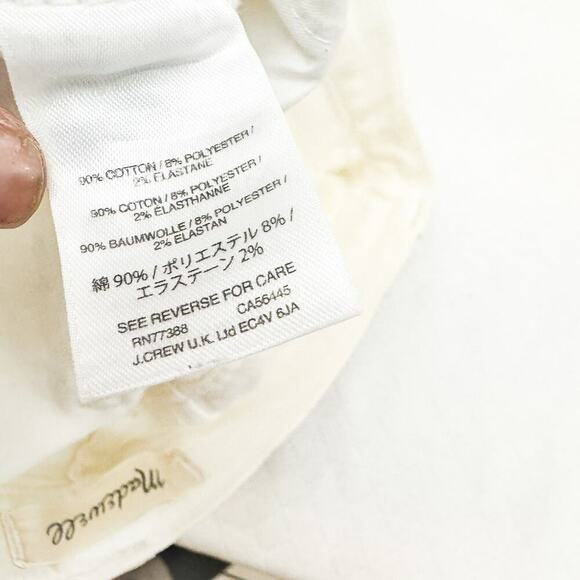 90% COTTON / 8% POLYESTER /
2% ELASTANE
90% COTON / 8% POLYESTER /
2% ÉLASTHANNE
90% BAUMWOLLE / 8% POLYESTER /
2% ELASTAN
綿 90% / ポリエステル 8% /
エラステーン 2%
SEE REVERSE FOR CARE
RN77388 CA56445
J.CREW U.K. Ltd EC4V 6JA
Madewell